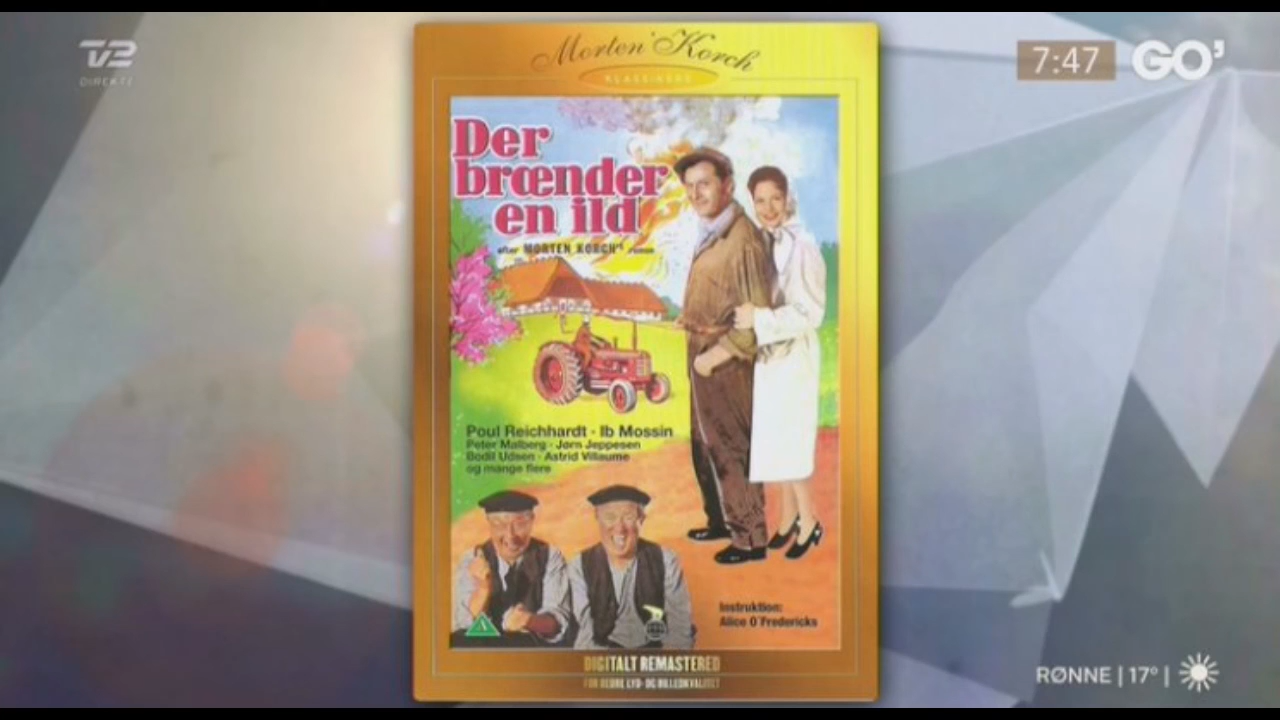 TV2
DIREKTE
7:47 GO'
Morten Korch
KLASSIKERE
Der
brænder
en ild
efter MORTEN KORCH's roman
Poul Reichhardt · Ib Mossin
Peter Malberg · Jørn Jeppesen
Bodil Udsen · Astrid Villaume
og mange flere
Instruktion:
Alice O'Fredericks
A
DIGITALT REMASTERED
FOR BEDRE LYD- OG BILLEDKVALITET
RØNNE | 17° |